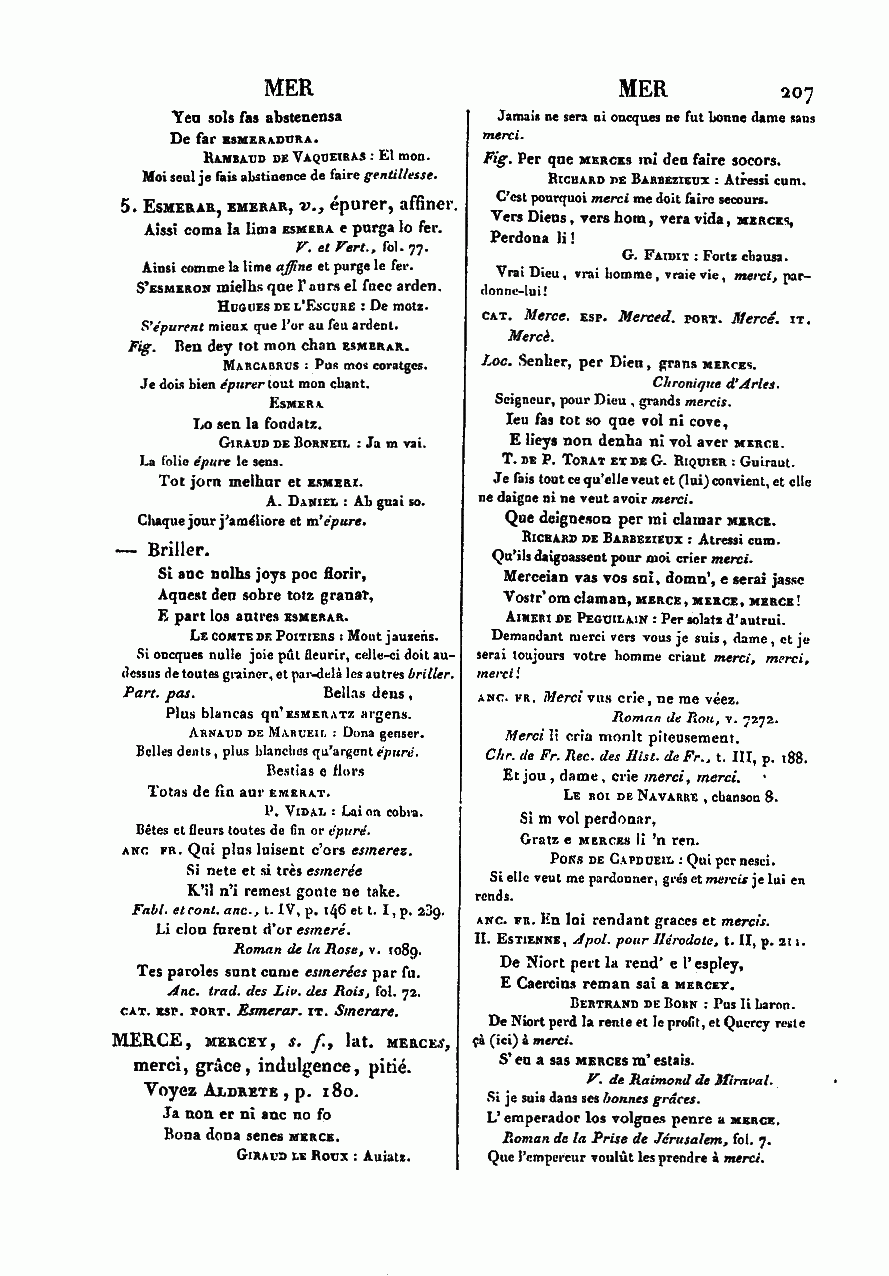 MER
MER 207
Yeu sols fas abstenensa
De far ESMERADURA.
RAMBAUD DE VAQUEIRAS : El mon.
Moi seul je fais abstinence de faire gentillesse.
5. ESMERAR, EMERAR, v., épurer, affiner.
Aissi coma la lima ESMERA e purga lo fer.
V. et Vert., fol. 77.
Ainsi comme la lime affine et purge le fer.
S'ESMERON mielhs que l'aurs el fuec arden.
HUGUES DE L'ESCURE : De motz.
S'épurent mieux que l'or au feu ardent.
Fig. Ben dey tot mon chan ESMERAR.
MARCABRUS : Pus mos coratges.
Je dois bien épurer tout mon chant.
ESMERA
Lo sen la foudatz.
GIRAUD DE BORNEIL : Ja m vai.
La folie épure le sens.
Tot jorn melhur et ESMERI.
A. DANIEL : Ab guai so.
Chaque jour j'améliore et m'épure.
— Briller.
Si anc nulhs joys poc florir,
Aquest deu sobre totz granar,
E part los autres ESMERAR.
LE COMTE DE POITIERS : Mout jauzens.
Si oncques nulle joie pût fleurir, celle-ci doit au-
dessus de toutes grainer, et par-delà les autres briller.
Part. pas. Bellas dens,
Plus blancas qu'ESMERATZ argens.
ARNAUD DE MARUEIL : Dona genser.
Belles dents, plus blanches qu'argent épuré.
Bestias e flors
Totas de fin aur EMERAT.
P. VIDAL : Lai on cobra.
Bêtes et fleurs toutes de fin or épuré.
ANC FR. Qui plus luisent c'ors esmerez.
Si nete et si très esmerée
K'il n'i remest goute ne take.
Fabl. et cont. anc., t. IV, p. 146 et t. I, p. 239.
Li clou furent d'or esmeré.
Roman de la Rose, v. 1089.
Tes paroles sunt cume esmerées par fu.
Anc. trad. des Liv. des Rois, fol. 72.
CAT. ESP. PORT. Esmerar. IT. Smerare.
MERCE, MERCEY, s. f., lat. MERCES,
merci, grâce, indulgence, pitié.
Voyez ALDRETE, p. 180.
Ja non er ni anc no fo
Bona dona senes MERCE.
GIRAUD LE ROUX : Auiatz.
Jamais ne sera ni oncques ne fut bonne dame sans
merci.
Fig. Per que MERCES mi deu faire socors.
RICHARD DE BARBEZIEUX : Atressi cum.
C'est pourquoi merci me doit faire secours.
Vers Dieus, vers hom, vera vida, MERCES,
Perdona li!
G. FAIDIT : Fortz chausa.
Vrai Dieu, vrai homme, vraie vie, merci, par-
donne-lui!
CAT. Merce. ESP. Merced. PORT. Mercé. IT.
Mercè.
Loc. Senher, per Dieu, grans MERCES.
Chronique d'Arles.
Seigneur, pour Dieu, grands mercis.
Ieu fas tot so que vol ni cove,
E lieys non denha ni vol aver MERCE.
T. DE P. TORAT ET DE G. RIQUIER : Guiraut.
Je fais tout ce qu'elle veut et (lui) convient, et elle
ne daigne ni ne veut avoir merci.
Que deigneson per mi clamar MERCE.
RICHARD DE BARBEZIEUX : Atressi cum.
Qu'ils daignassent pour moi crier merci.
Merceian vas vos sui, domn', e serai jasse
Vostr' om claman, MERCE, MERCE, MERCE!
AIMERI DE PEGUILAIN : Per solatz d'autrui.
Demandant merci vers vous je suis, dame, et je
serai toujours votre homme criant merci, merci,
merci!
ANC. FR. Merci vus crie, ne me véez.
Roman de Rou, v. 7272.
Merci li cria moult piteusement.
Chr. de Fr. Rec. des Hist. de Fr., t. III, p. 188.
Et jou, dame, crie merci, merci.
LE ROI DE NAVARRE, chanson 8.
Si m vol perdonar,
Gratz e MERCES li 'n ren.
PONS DE CAPDUEIL : Qui per nesci.
Si elle veut me pardonner, grés et mercis je lui en
rends.
ANC. FR. En lui rendant graces et mercis.
H. ESTIENNE, Apol. pour Hérodote, t. II, p. 211.
De Niort pert la rend' e l'espley,
E Caercins reman sai a MERCEY.
BERTRAND DE BORN : Pus li baron.
De Niort perd la rente et le profit, et Quercy reste
çà (ici) à merci.
S'eu a sas MERCES m'estais.
V. de Raimond de Miraval.
Si je suis dans ses bonnes grâces.
L'emperador los volgues penre a MERCE.
Roman de la Prise de Jérusalem, fol. 7.
Que l'empereur voulût les prendre à merci.